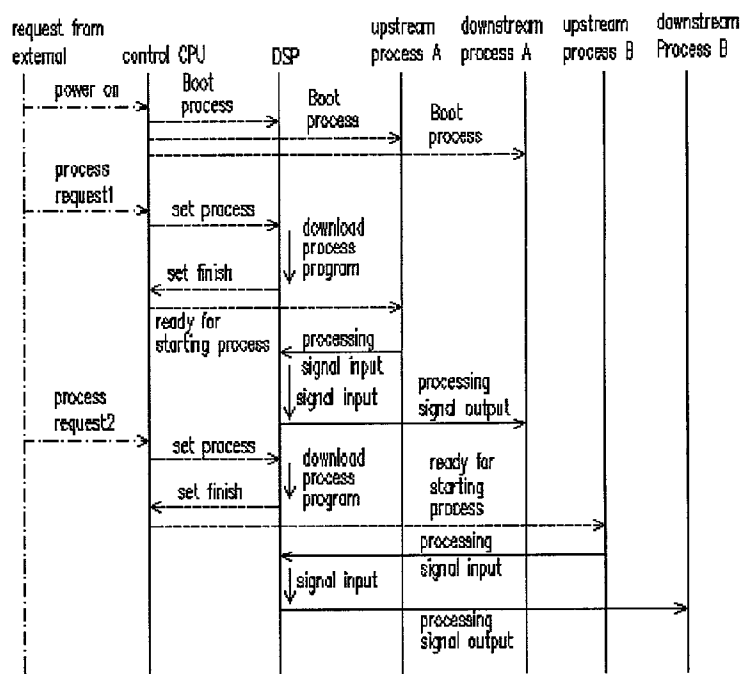 request from
external
control CPU
DSP
upstream
process A
downstream
process A
upstream
process B
downstream
Process B
power on
Boot
process
Boot
process
Boot
process
process
request1
set process
download
process
program
set finish
ready for
starting process
processing
signal input
signal input
processing
signal output
process
request2
set process
download
process
program
set finish
ready for
starting
process
processing
signal input
signal input
processing
signal output